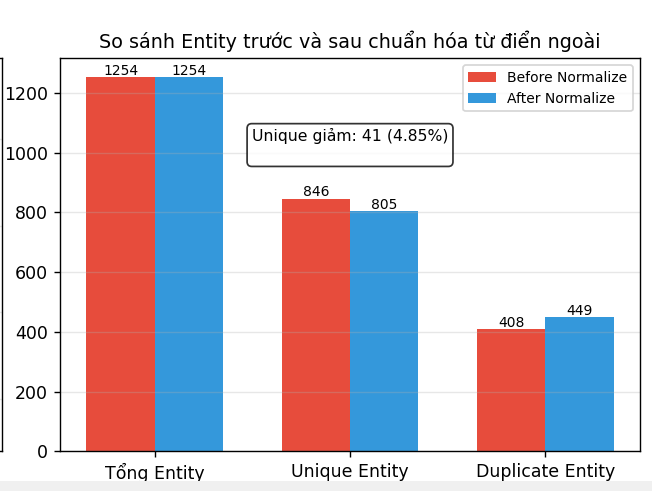 So sánh Entity trước và sau chuẩn hóa từ điển ngoài
Before Normalize
After Normalize
Unique giảm: 41 (4.85%)
1254 1254
846
805
408
449
1200
1000
800
600
400
200
0
Tổng Entity Unique Entity Duplicate Entity